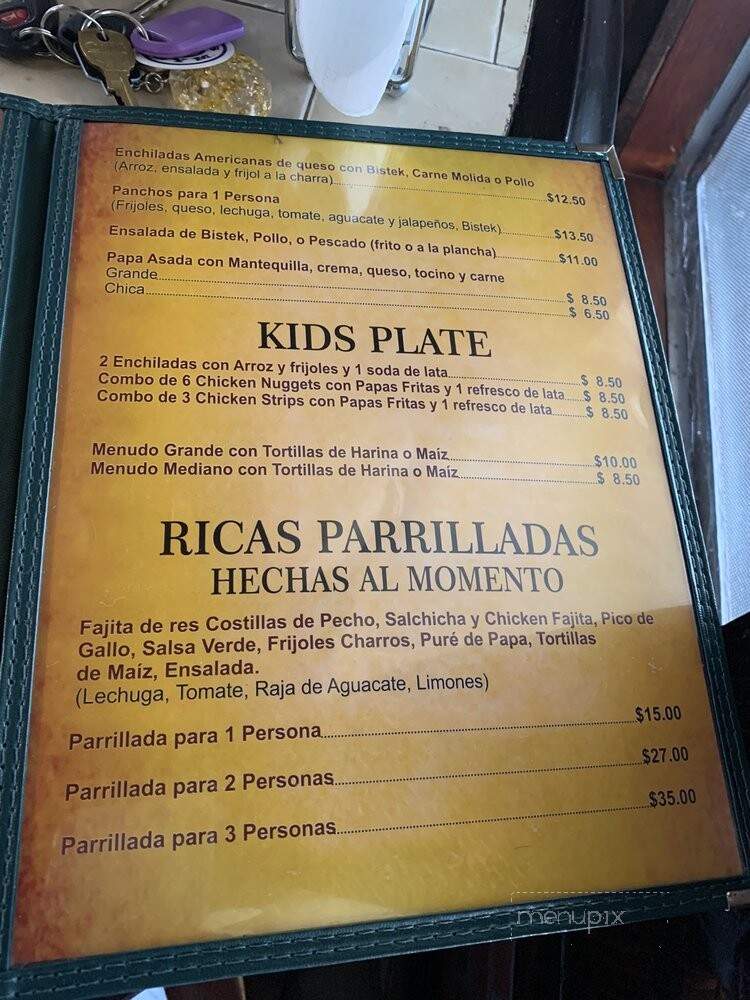 Enchiladas Americanas de queso con Bistek, Carne Molida o Pollo
(Arroz, ensalada y frijol a la charra)..........$12.50
Panchos para 1 Persona
(Frijoles, queso, lechuga, tomate, aguacate y jalapeños, Bistek)..........$13.50
Ensalada de Bistek, Pollo, o Pescado (frito o a la plancha)..........$11.00
Papa Asada con Mantequilla, crema, queso, tocino y carne
Grande..........$ 8.50
Chica..........$ 6.50
KIDS PLATE
2 Enchiladas con Arroz y frijoles y 1 soda de lata..........$ 8.50
Combo de 6 Chicken Nuggets con Papas Fritas y 1 refresco de lata..........$ 8.50
Combo de 3 Chicken Strips con Papas Fritas y 1 refresco de lata..........$ 8.50
Menudo Grande con Tortillas de Harina o Maíz..........$10.00
Menudo Mediano con Tortillas de Harina o Maíz..........$ 8.50
RICAS PARRILLADAS
HECHAS AL MOMENTO
Fajita de res Costillas de Pecho, Salchicha y Chicken Fajita, Pico de
Gallo, Salsa Verde, Frijoles Charros, Puré de Papa, Tortillas
de Maíz, Ensalada.
(Lechuga, Tomate, Raja de Aguacate, Limones)
Parrillada para 1 Persona..........$15.00
Parrillada para 2 Personas..........$27.00
Parrillada para 3 Personas..........$35.00
menupix